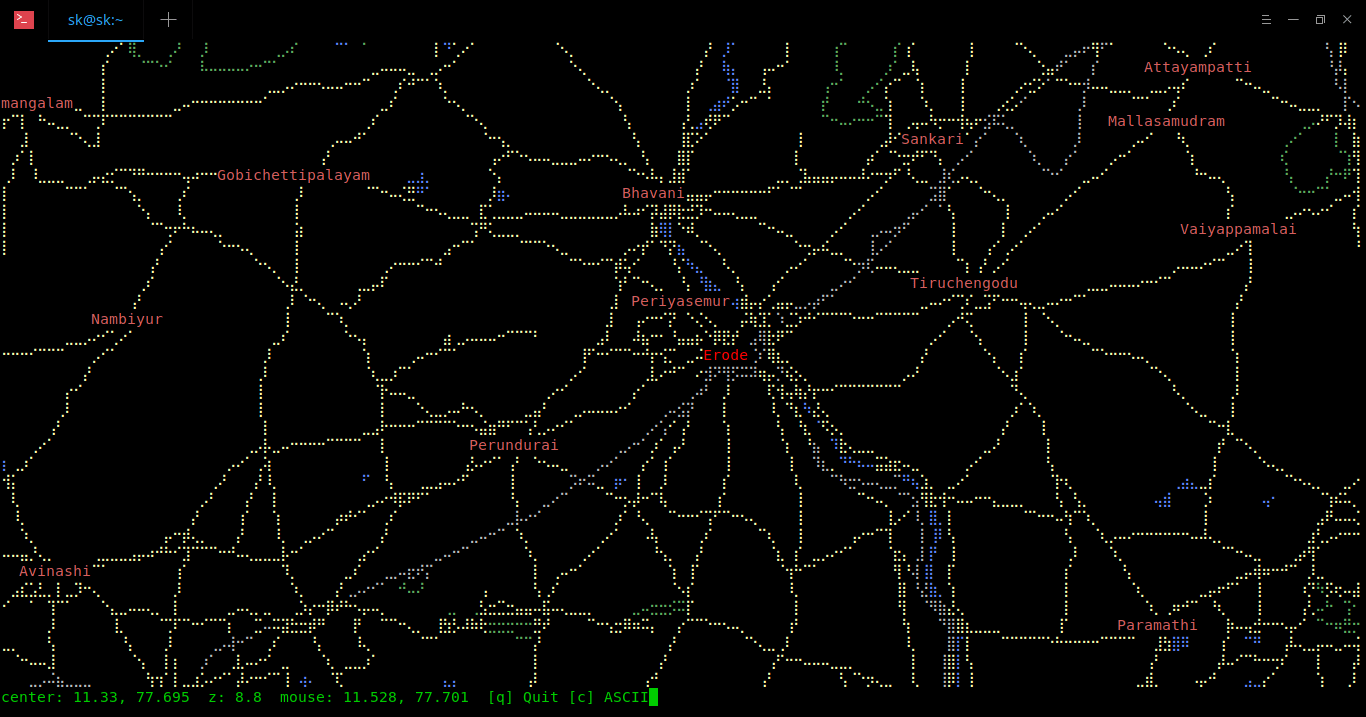 sk@sk:~
Attayampatti
mangalam
Mallasamudram
Sankari
Gobichettipalayam
Bhavani
Vaiyappamalai
Tiruchengodu
Periyasemur
Nambiyur
Erode
Perundurai
Avinashi
Paramathi
center: 11.33, 77.695 z: 8.8 mouse: 11.528, 77.701 [q] Quit [c] ASCII